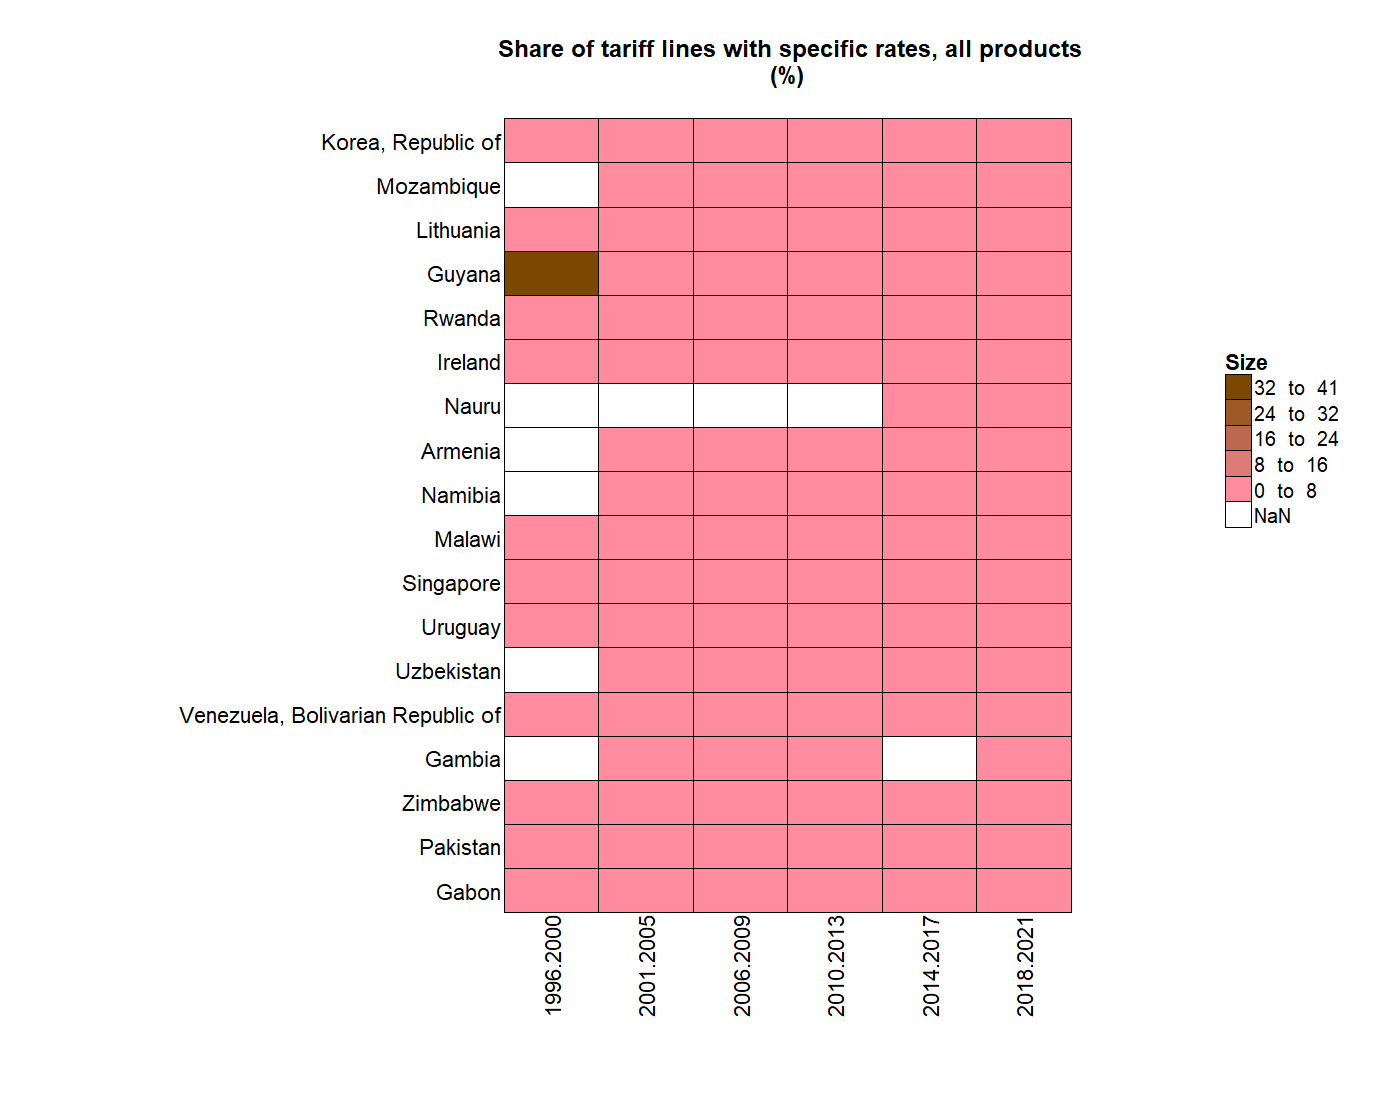 Share of tariff lines with specific rates, all products
(%)
Korea, Republic of
Mozambique
Lithuania
Guyana
Rwanda
Ireland
Nauru
Armenia
Namibia
Malawi
Singapore
Uruguay
Uzbekistan
Venezuela, Bolivarian Republic of
Gambia
Zimbabwe
Pakistan
Gabon
1996.2000
2001.2005
2006.2009
2010.2013
2014.2017
2018.2021
Size
32 to 41
24 to 32
16 to 24
8 to 16
0 to 8
NaN